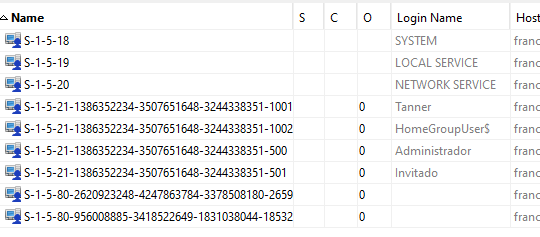 Name S C O Login Name Host
S-1-5-18 SYSTEM franc
S-1-5-19 LOCAL SERVICE franc
S-1-5-20 NETWORK SERVICE franc
S-1-5-21-1386352234-3507651648-3244338351-1001 0 Tanner franc
S-1-5-21-1386352234-3507651648-3244338351-1002 0 HomeGroupUser$ franc
S-1-5-21-1386352234-3507651648-3244338351-500 0 Administrador franc
S-1-5-21-1386352234-3507651648-3244338351-501 0 Invitado franc
S-1-5-80-2620923248-4247863784-3378508180-2659 0 franc
S-1-5-80-956008885-3418522649-1831038044-18532 0 franc